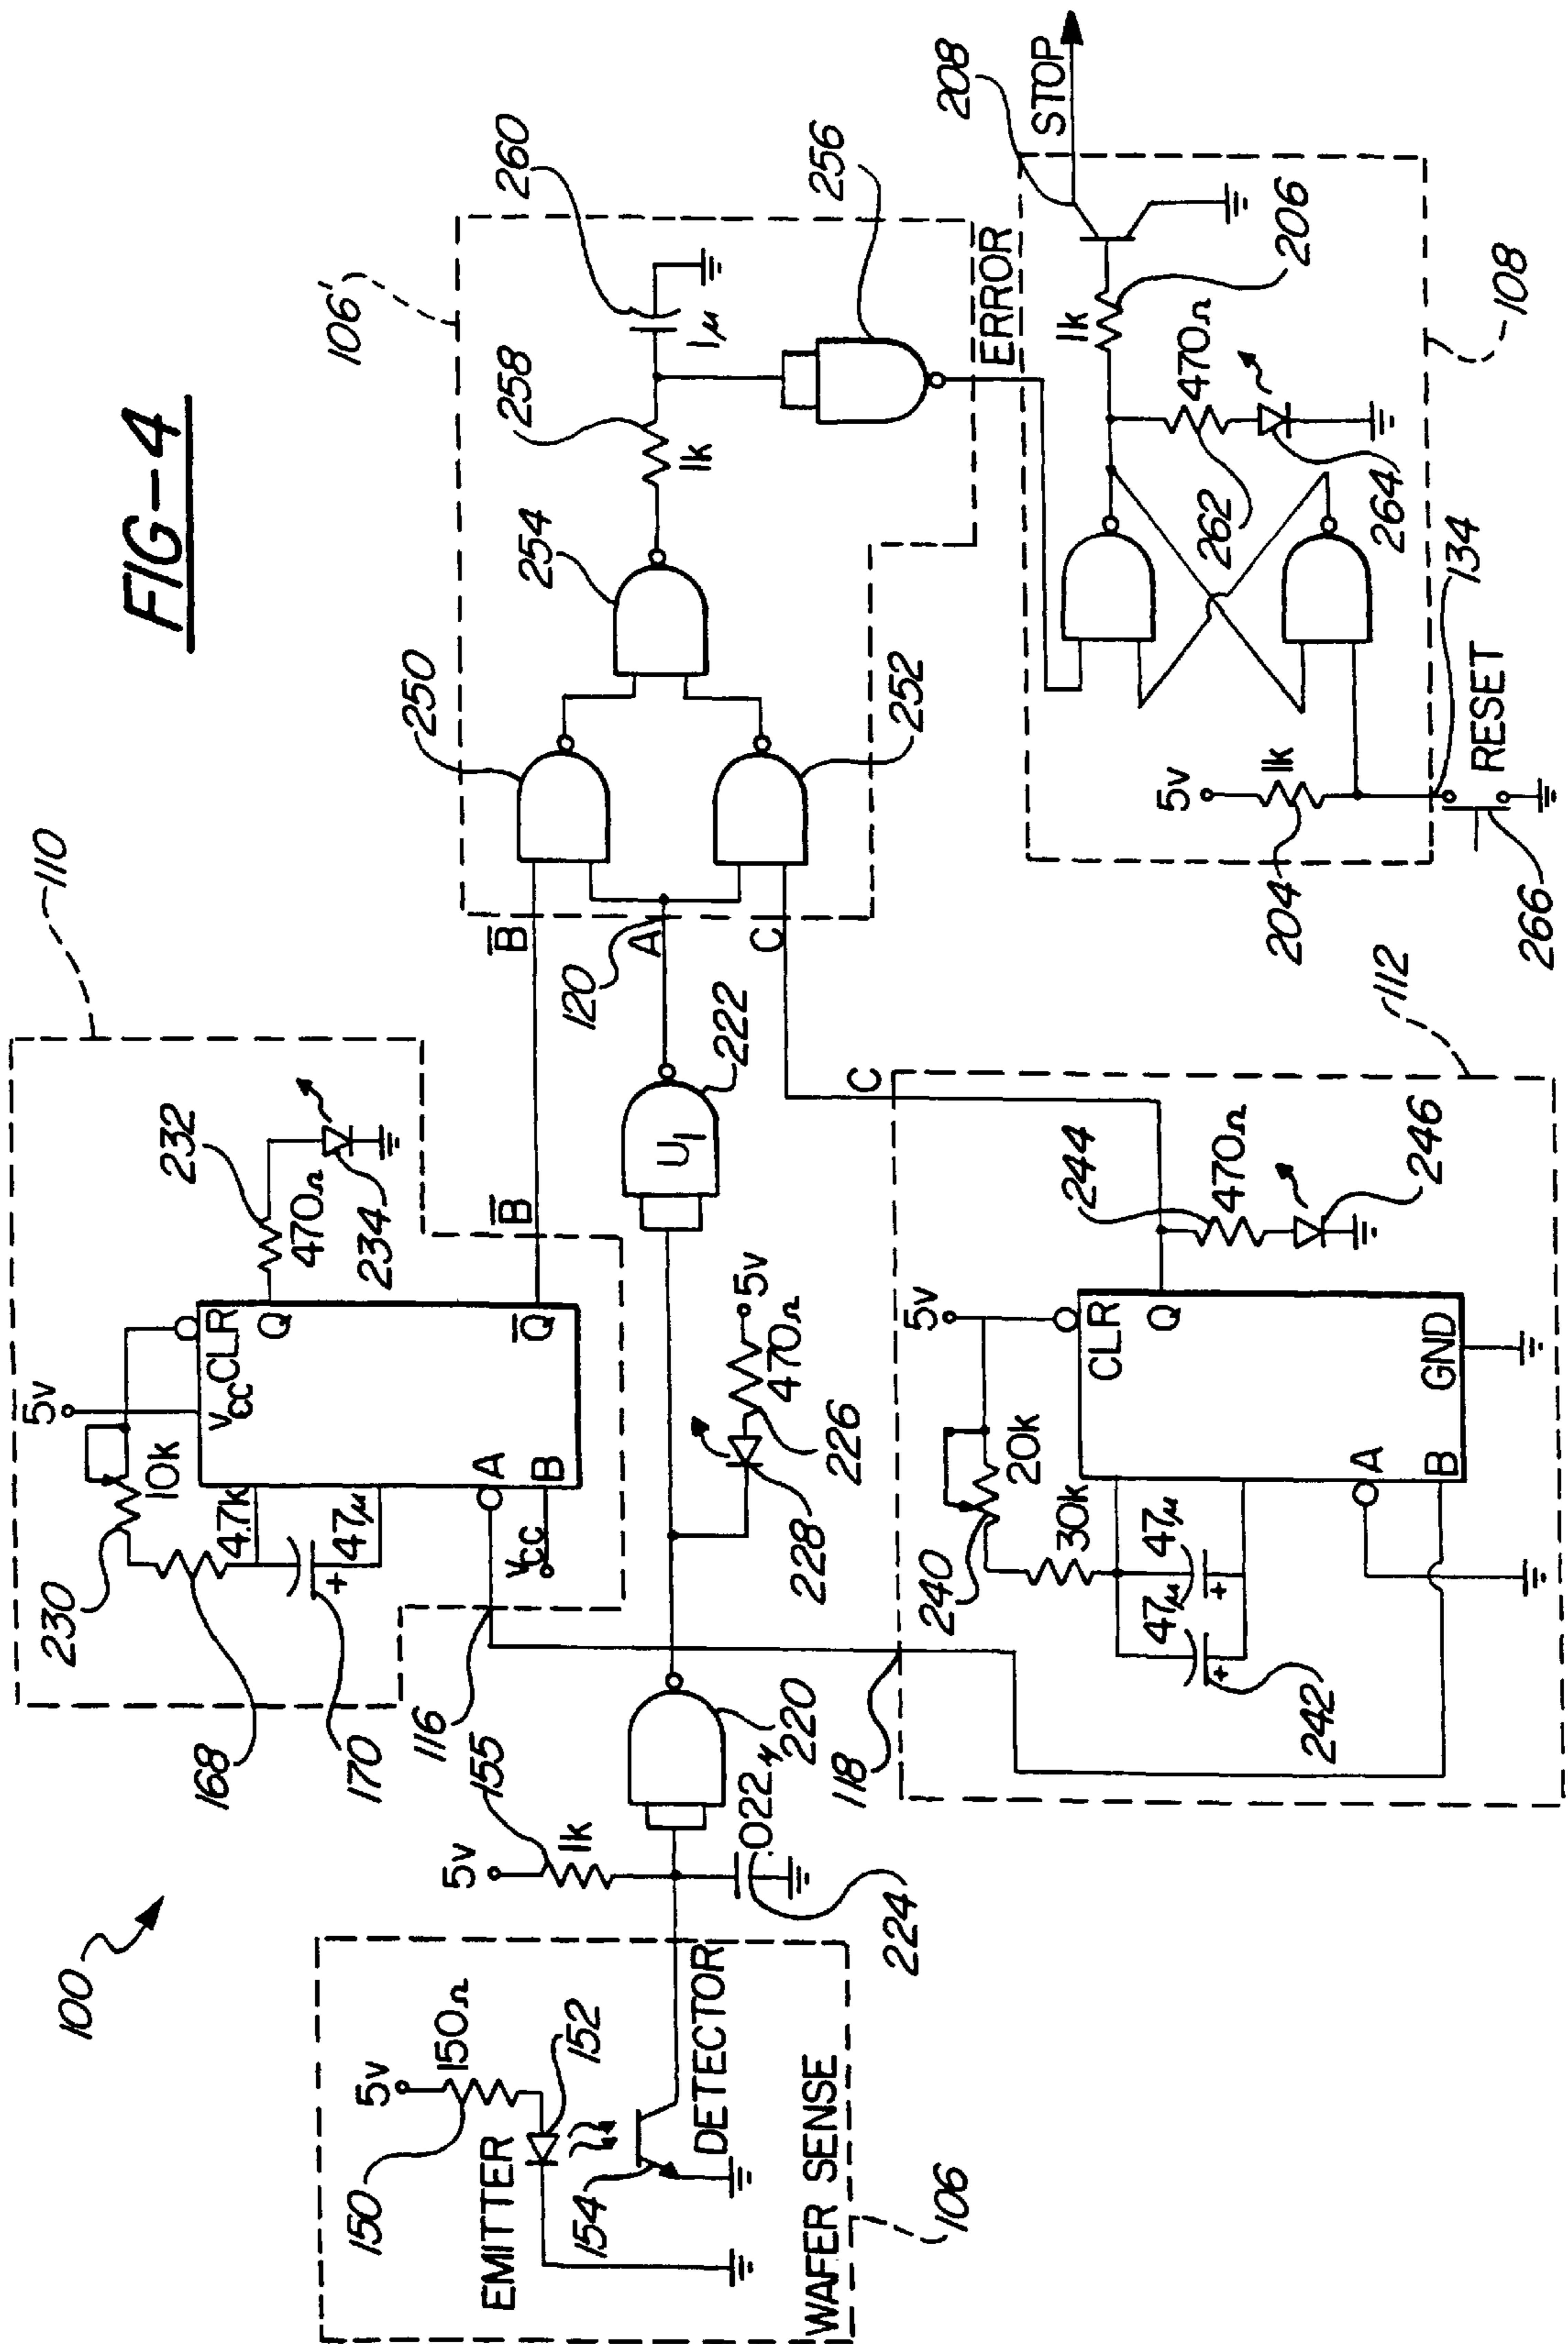 FIG-4
100
110
5v
230
10k
Vcc
CLR
Q
232
470Ω
234
4.7k
168
47μ
+
170
A
B
Vcc
Q̅
B̅
116
B̅
106'
250
254
258
1k
260
1μ
256
252
120
A
C
E̅R̅R̅O̅R̅
5v
150
150Ω
152
EMITTER
154
DETECTOR
WAFER SENSE
106
5v
155
1k
.022μ
224
220
228
226
470Ω
5v
U1
222
118
C
112
5v
240
20k
30k
47μ
47μ
+
+
242
CLR
Q
A
B
GND
244
470Ω
246
5v
1k
204
RESET
266
134
262
470Ω
264
1k
206
208
STOP
108